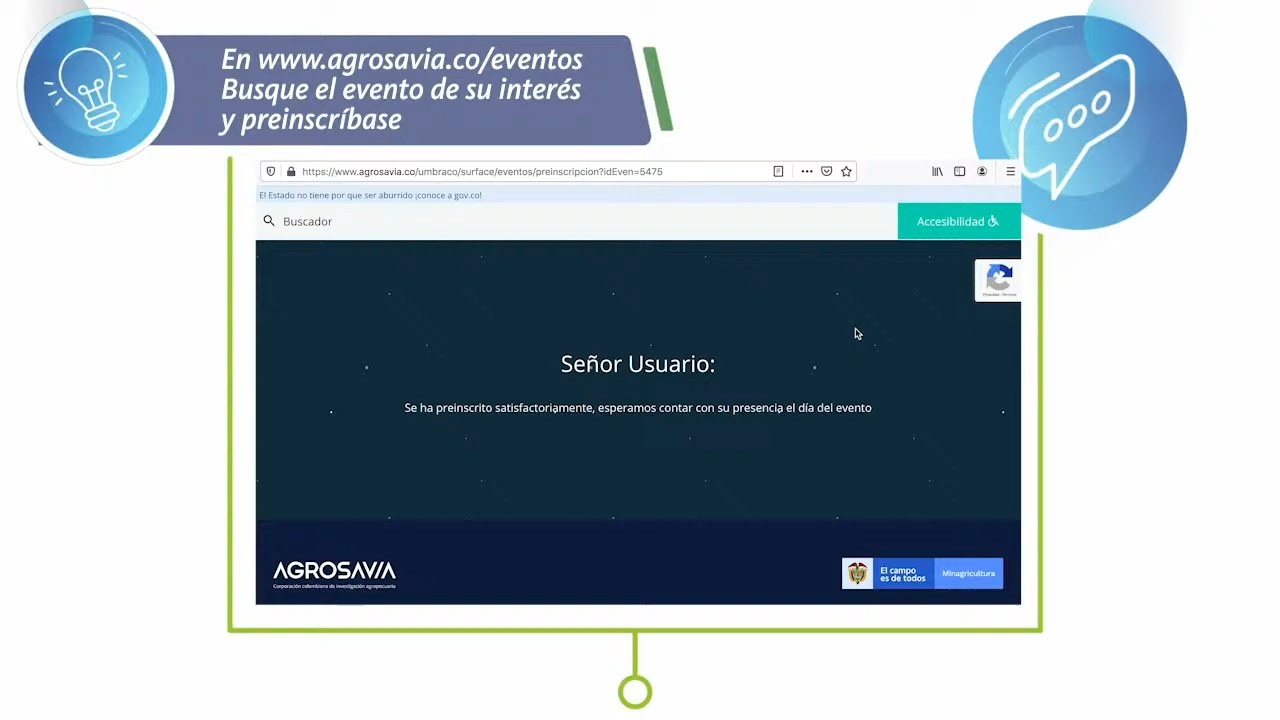 En www.agrosavia.co/eventos
Busque el evento de su interés
y preinscríbase
https://www.agrosavia.co/umbraco/surface/eventos/preinscripcion?idEven=5475
El Estado no tiene por que ser aburrido ¡conoce a gov.co!
Buscador
Accesibilidad
Señor Usuario:
Se ha preinscrito satisfactoriamente, esperamos contar con su presencia el día del evento
AGROSAVIA
Corporación colombiana de investigación agropecuaria
El campo
es de todos
Minagricultura